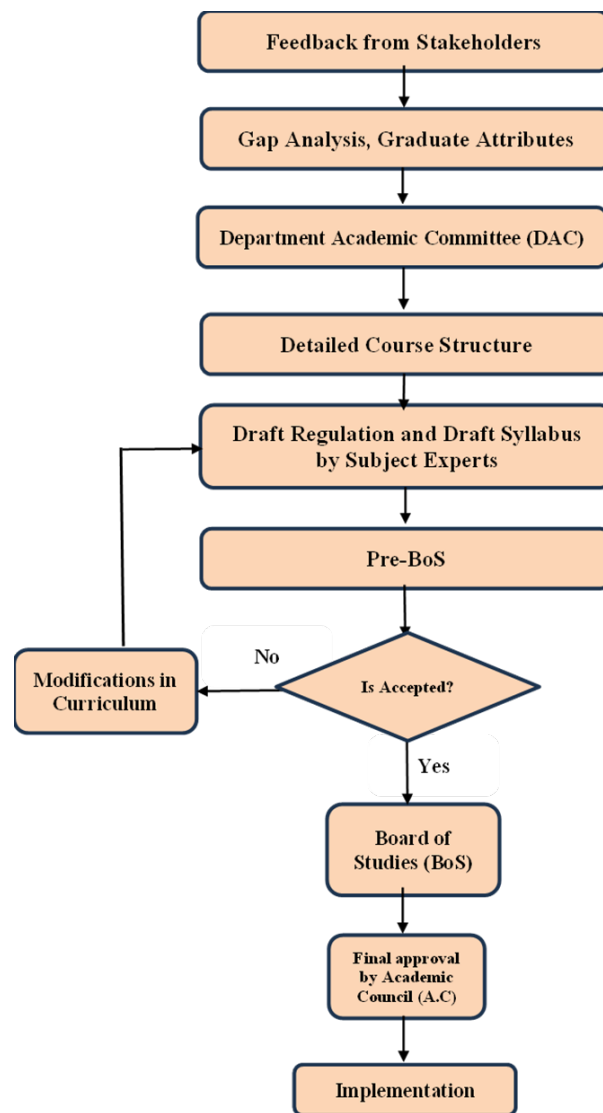 Feedback from Stakeholders
Gap Analysis, Graduate Attributes
Department Academic Committee (DAC)
Detailed Course Structure
Draft Regulation and Draft Syllabus
by Subject Experts
Pre-BoS
No
Modifications in
Curriculum
Is Accepted?
Yes
Board of
Studies (BoS)
Final approval
by Academic
Council (A.C)
Implementation